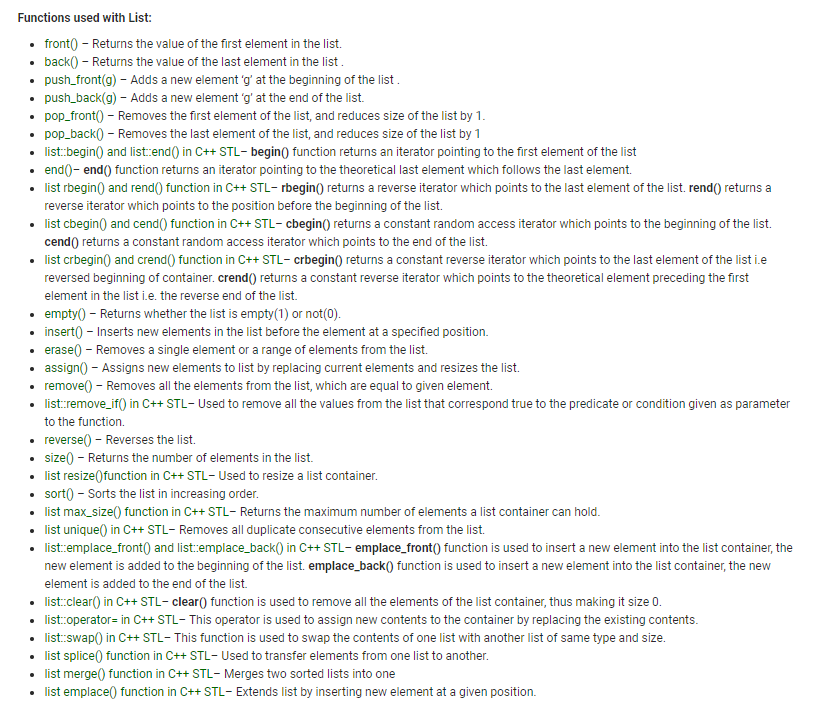 Functions used with List:
front() – Returns the value of the first element in the list.
back() – Returns the value of the last element in the list .
push_front(g) – Adds a new element 'g' at the beginning of the list .
push_back(g) – Adds a new element 'g' at the end of the list.
pop_front() – Removes the first element of the list, and reduces size of the list by 1.
pop_back() – Removes the last element of the list, and reduces size of the list by 1
list::begin() and list::end() in C++ STL– begin() function returns an iterator pointing to the first element of the list
end()– end() function returns an iterator pointing to the theoretical last element which follows the last element.
list rbegin() and rend() function in C++ STL– rbegin() returns a reverse iterator which points to the last element of the list. rend() returns a
reverse iterator which points to the position before the beginning of the list.
list cbegin() and cend() function in C++ STL– cbegin() returns a constant random access iterator which points to the beginning of the list.
cend() returns a constant random access iterator which points to the end of the list.
list crbegin() and crend() function in C++ STL– crbegin() returns a constant reverse iterator which points to the last element of the list i.e
reversed beginning of container. crend() returns a constant reverse iterator which points to the theoretical element preceding the first
element in the list i.e. the reverse end of the list.
empty() – Returns whether the list is empty(1) or not(0).
insert() – Inserts new elements in the list before the element at a specified position.
erase() – Removes a single element or a range of elements from the list.
assign() – Assigns new elements to list by replacing current elements and resizes the list.
remove() – Removes all the elements from the list, which are equal to given element.
list::remove_if() in C++ STL– Used to remove all the values from the list that correspond true to the predicate or condition given as parameter
to the function.
reverse() – Reverses the list.
size() – Returns the number of elements in the list.
list resize()function in C++ STL– Used to resize a list container.
sort() – Sorts the list in increasing order.
list max_size() function in C++ STL– Returns the maximum number of elements a list container can hold.
list unique() in C++ STL– Removes all duplicate consecutive elements from the list.
list::emplace_front() and list::emplace_back() in C++ STL– emplace_front() function is used to insert a new element into the list container, the
new element is added to the beginning of the list. emplace_back() function is used to insert a new element into the list container, the new
element is added to the end of the list.
list::clear() in C++ STL– clear() function is used to remove all the elements of the list container, thus making it size 0.
list::operator= in C++ STL– This operator is used to assign new contents to the container by replacing the existing contents.
list::swap() in C++ STL– This function is used to swap the contents of one list with another list of same type and size.
list splice() function in C++ STL– Used to transfer elements from one list to another.
list merge() function in C++ STL– Merges two sorted lists into one
list emplace() function in C++ STL– Extends list by inserting new element at a given position.